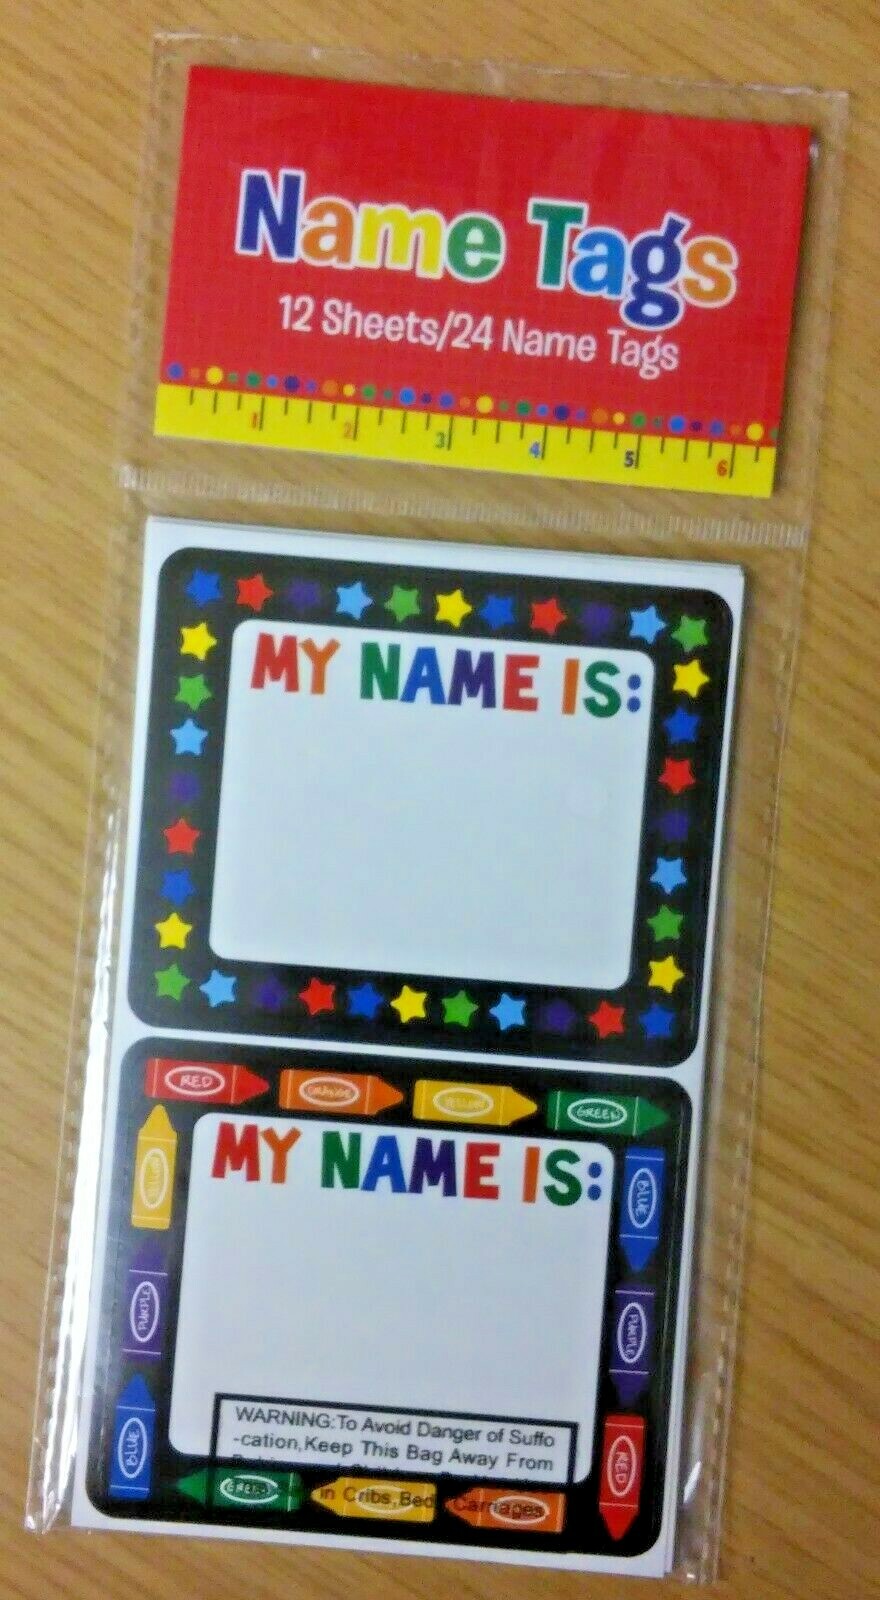 Name Tags
12 Sheets/24 Name Tags
1 2 3 4 5 6
MY NAME IS:
RED ORANGE YELLOW GREEN
MY NAME IS:
YELLOW
BLUE
PURPLE
PURPLE
BLUE
RED
WARNING:To Avoid Danger of Suffo
-cation,Keep This Bag Away From
GREEN
in Cribs,Beds Carriages